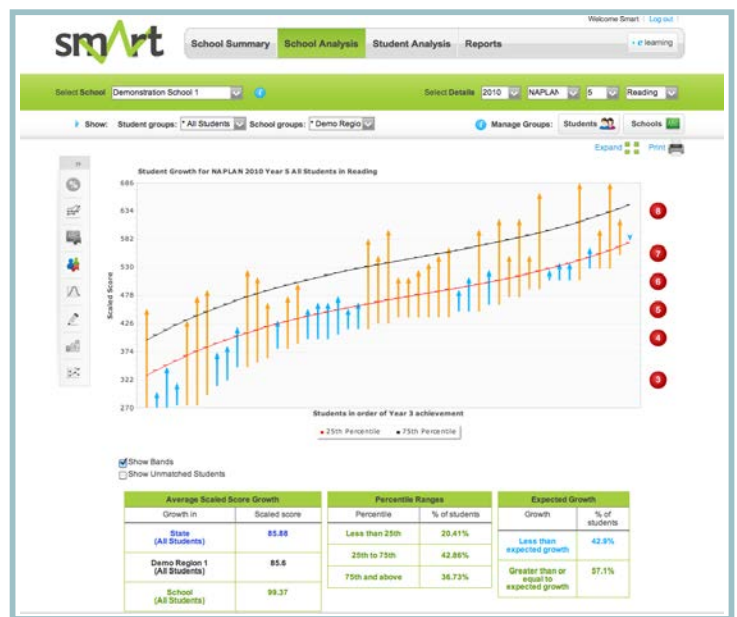 Welcome Smart | Log out
smart
School Summary School Analysis Student Analysis Reports
e learning
Select School Demonstration School 1 Select Details 2010 NAPLAN 5 Reading
Show: Student groups: * All Students School groups: * Demo Regio Manage Groups: Students Schools
Expand Print
Student Growth for NAPLAN 2010 Year 5 All Students in Reading
686
634
582
530
478
426
374
322
270
Scaled Score
8
7
6
5
4
3
Students in order of Year 3 achievement
25th Percentile 75th Percentile
Show Bands
Show Unmatched Students
Average Scaled Score Growth
Growth in Scaled score
State
(All Students) 85.88
Demo Region 1
(All Students) 85.6
School
(All Students) 99.37
Percentile Ranges
Percentile % of students
Less than 25th 20.41%
25th to 75th 42.86%
75th and above 36.73%
Expected Growth
Growth % of
students
Less than
expected growth 42.9%
Greater than or
equal to
expected growth 57.1%